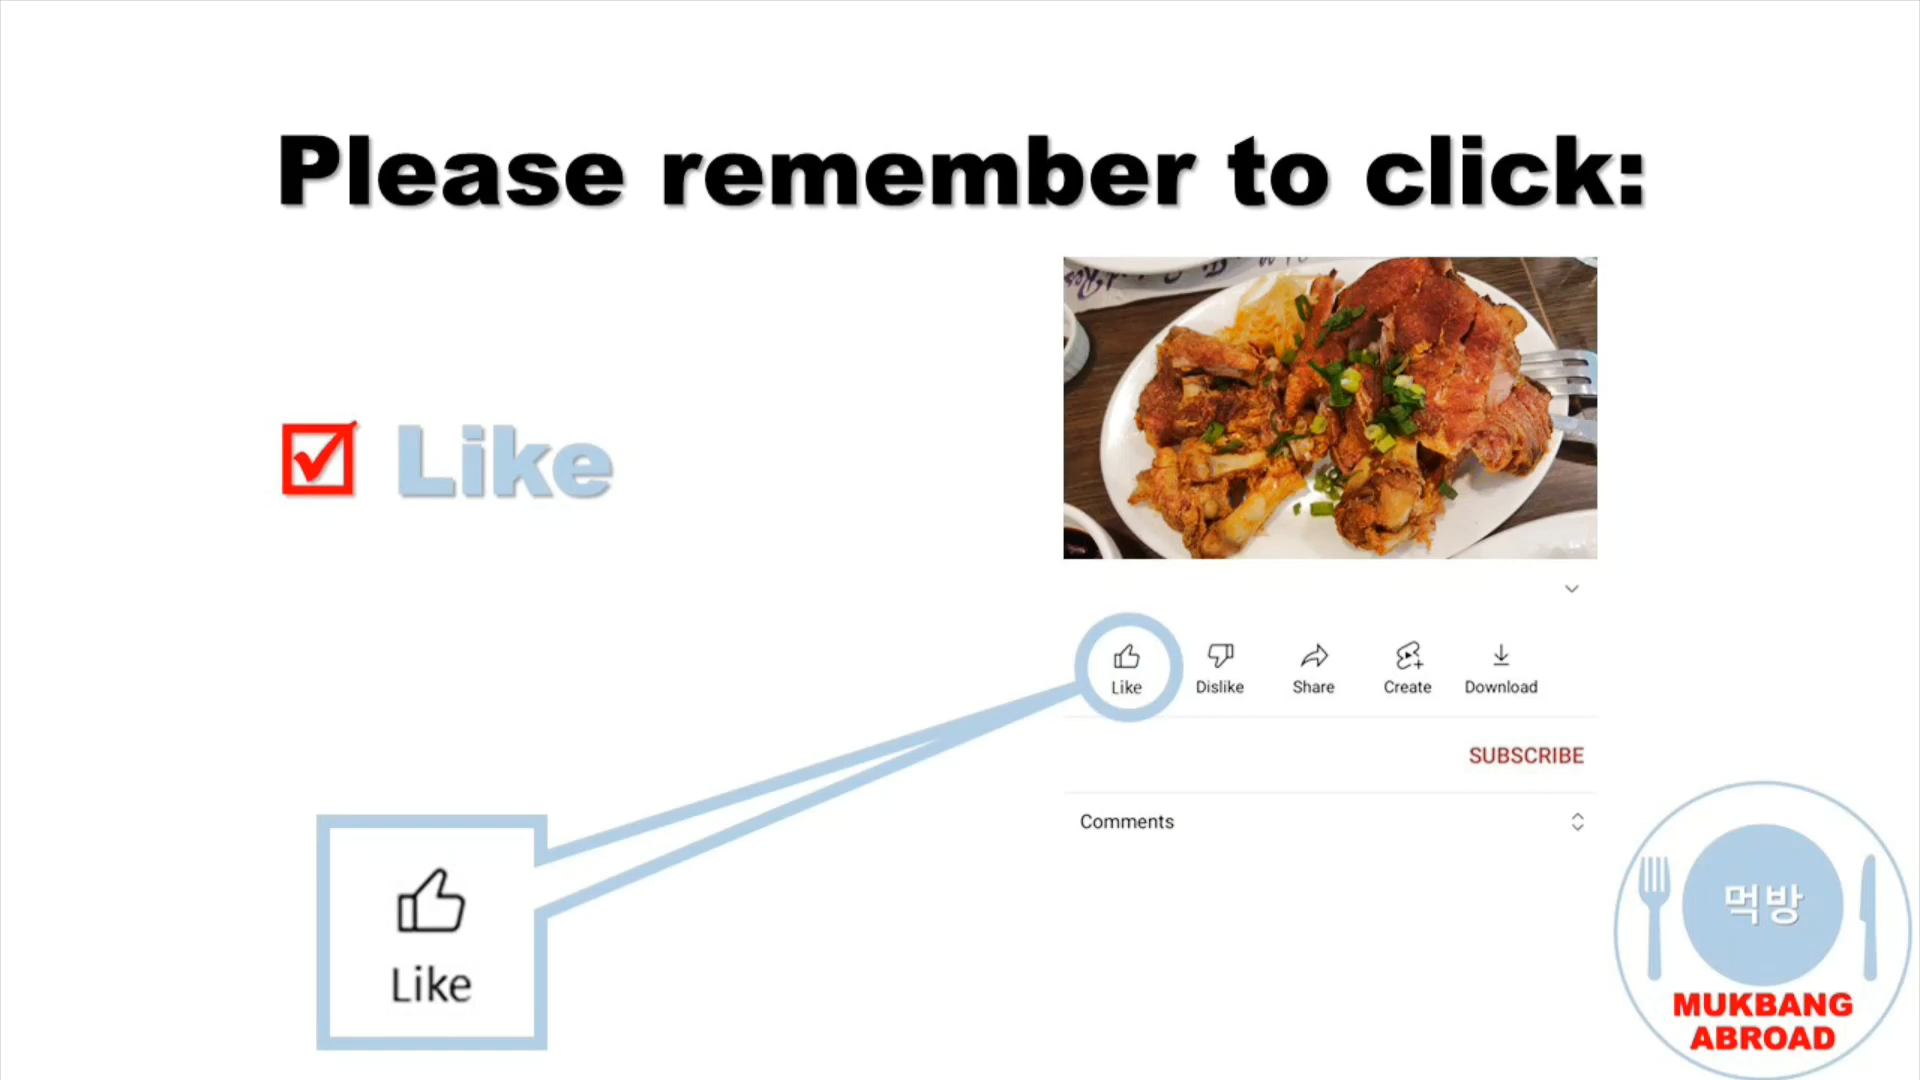 Please remember to click:
Like
Like
Dislike
Share
Create
Download
SUBSCRIBE
Comments
Like
먹방
MUKBANG
ABROAD